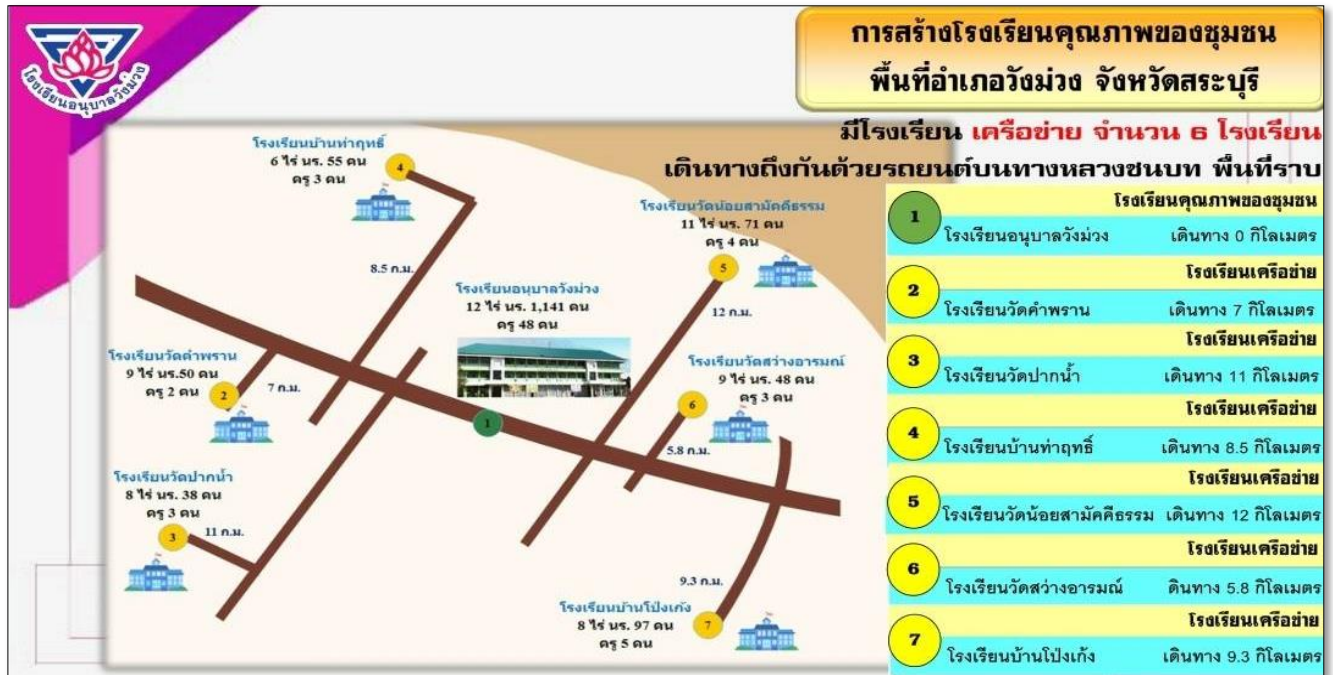 โรงเรียนอนุบาลวังม่วง
การสร้างโรงเรียนคุณภาพของชุมชน
พื้นที่อำเภอวังม่วง จังหวัดสระบุรี
มีโรงเรียน เครือข่าย จำนวน 6 โรงเรียน
เดินทางถึงกันด้วยรถยนต์บนทางหลวงชนบท พื้นที่ราบ
โรงเรียนบ้านท่าฤทธิ์
6 ไร่ นร. 55 คน
ครู 3 คน
4
8.5 ก.ม.
โรงเรียนวัดน้อยสามัคคีธรรม
11 ไร่ นร. 71 คน
ครู 4 คน
5
12 ก.ม.
โรงเรียนอนุบาลวังม่วง
12 ไร่ นร. 1,141 คน
ครู 48 คน
1
โรงเรียนวัดคำพราน
9 ไร่ นร.50 คน
ครู 2 คน
2
7 ก.ม.
โรงเรียนวัดสว่างอารมณ์
9 ไร่ นร. 48 คน
ครู 3 คน
6
5.8 ก.ม.
โรงเรียนวัดปากน้ำ
8 ไร่ นร. 38 คน
ครู 3 คน
3
11 ก.ม.
9.3 ก.ม.
โรงเรียนบ้านโป่งเก้ง
8 ไร่ นร. 97 คน
ครู 5 คน
7
1
โรงเรียนคุณภาพของชุมชน
โรงเรียนอนุบาลวังม่วง เดินทาง 0 กิโลเมตร
2
โรงเรียนเครือข่าย
โรงเรียนวัดคำพราน เดินทาง 7 กิโลเมตร
3
โรงเรียนเครือข่าย
โรงเรียนวัดปากน้ำ เดินทาง 11 กิโลเมตร
4
โรงเรียนเครือข่าย
โรงเรียนบ้านท่าฤทธิ์ เดินทาง 8.5 กิโลเมตร
5
โรงเรียนเครือข่าย
โรงเรียนวัดน้อยสามัคคีธรรม เดินทาง 12 กิโลเมตร
6
โรงเรียนเครือข่าย
โรงเรียนวัดสว่างอารมณ์ ดินทาง 5.8 กิโลเมตร
7
โรงเรียนเครือข่าย
โรงเรียนบ้านโป่งเก้ง เดินทาง 9.3 กิโลเมตร